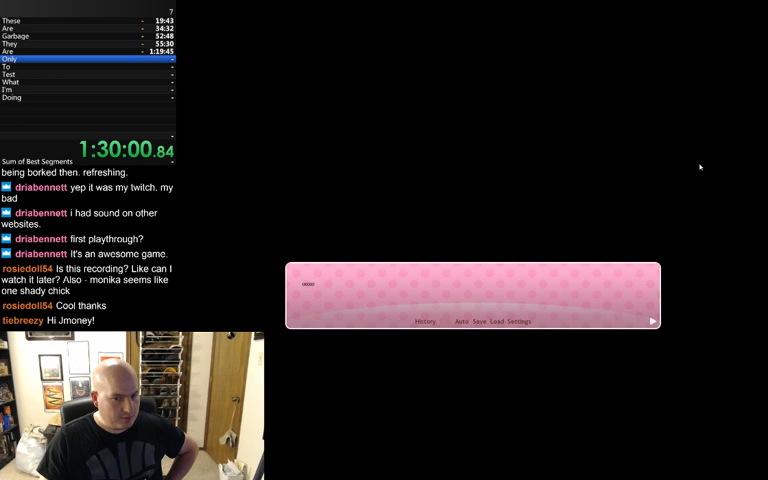 7
These - 19:43
Are - 34:32
Garbage - 52:48
They - 55:30
Are - 1:19:45
Only -
To -
Test -
What -
I'm -
Doing -
-
1:30:00.84
Sum of Best Segments -
being borked then. refreshing.
driabennett yep it was my twitch. my
bad
driabennett i had sound on other
websites.
driabennett first playthrough?
driabennett It's an awesome game.
rosiedoll54 Is this recording? Like can I
watch it later? Also - monika seems like
one shady chick
rosiedoll54 Cool thanks
tiebreezy Hi Jmoney!
History Auto Save Load Settings